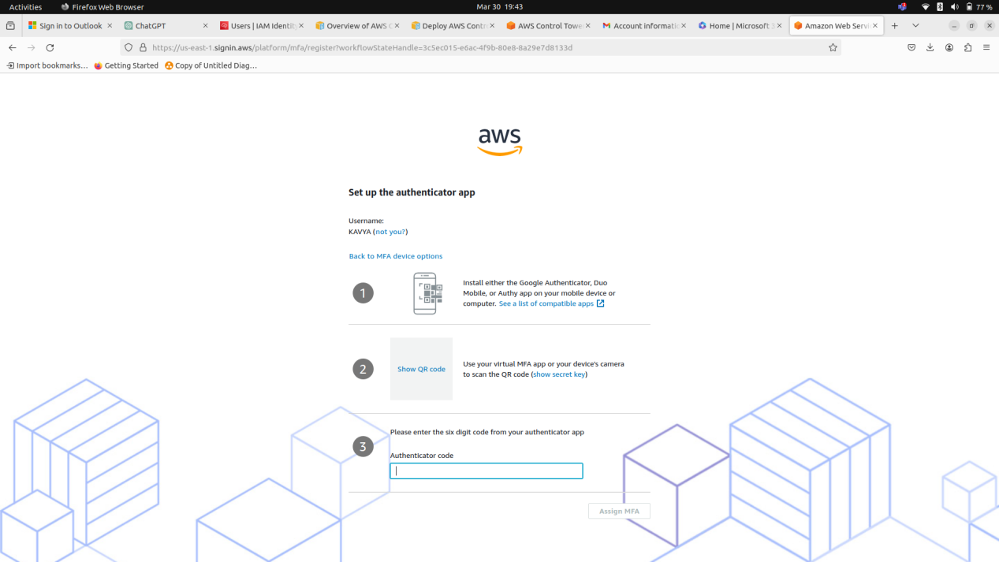 Activities Firefox Web Browser Mar 30 19:43 77 %
Sign in to Outlook ChatGPT Users | IAM Identity Overview of AWS C Deploy AWS Contro AWS Control Tower Account informatio Home | Microsoft 3 Amazon Web Servic
https://us-east-1.signin.aws/platform/mfa/register?workflowStateHandle=3c5ec015-e6ac-4f9b-80e8-8a29e7d8133d
Import bookmarks... Getting Started Copy of Untitled Diag...
aws
Set up the authenticator app
Username:
KAVYA (not you?)
Back to MFA device options
1
Install either the Google Authenticator, Duo
Mobile, or Authy app on your mobile device or
computer. See a list of compatible apps
2
Show QR code
Use your virtual MFA app or your device's camera
to scan the QR code (show secret key)
3
Please enter the six digit code from your authenticator app
Authenticator code
Assign MFA